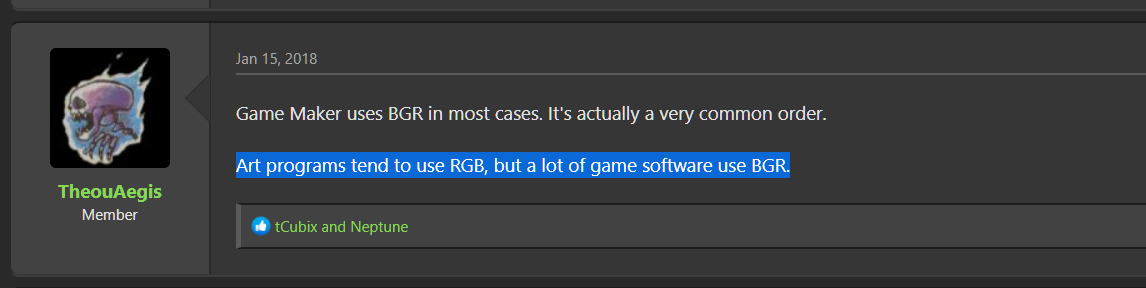 Jan 15, 2018
Game Maker uses BGR in most cases. It's actually a very common order.
Art programs tend to use RGB, but a lot of game software use BGR.
TheouAegis
Member
tCubix and Neptune